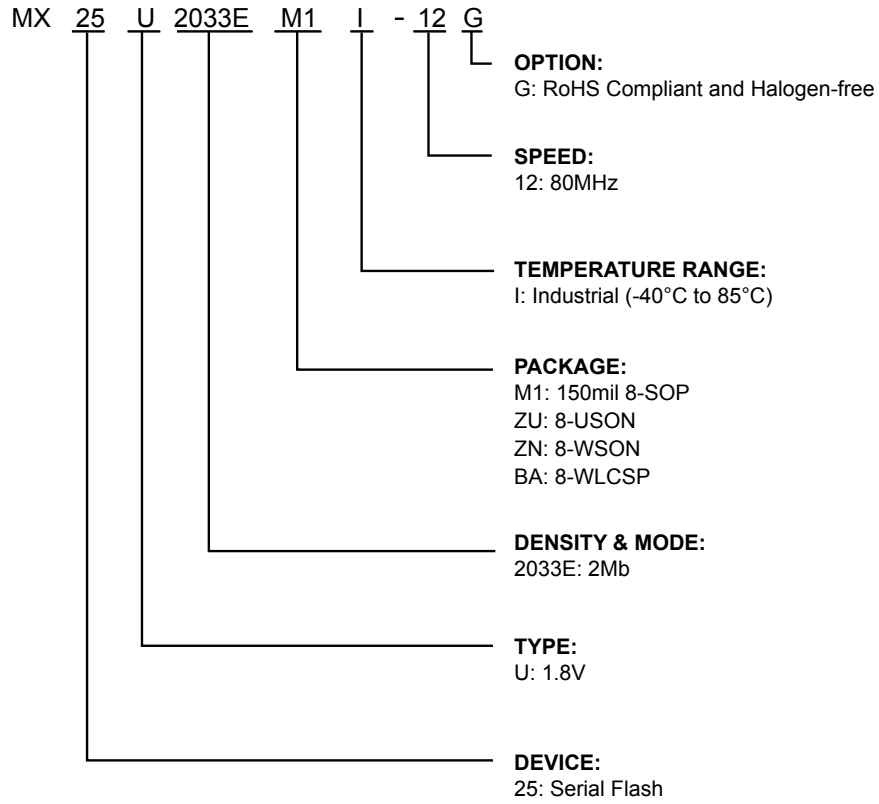 MX 25 U 2033E M1 I - 12 G
OPTION:
G: RoHS Compliant and Halogen-free
SPEED:
12: 80MHz
TEMPERATURE RANGE:
I: Industrial (-40°C to 85°C)
PACKAGE:
M1: 150mil 8-SOP
ZU: 8-USON
ZN: 8-WSON
BA: 8-WLCSP
DENSITY & MODE:
2033E: 2Mb
TYPE:
U: 1.8V
DEVICE:
25: Serial Flash